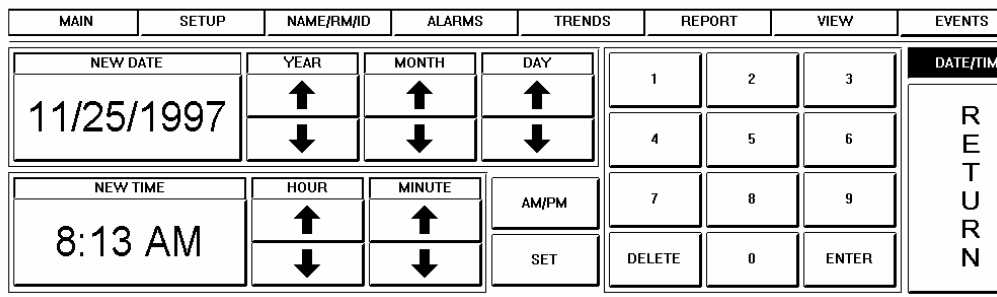 MAIN SETUP NAME/RM/ID ALARMS TRENDS REPORT VIEW EVENTS
NEW DATE YEAR MONTH DAY
11/25/1997
NEW TIME HOUR MINUTE
8:13 AM
AM/PM
SET
1 2 3
4 5 6
7 8 9
DELETE 0 ENTER
DATE/TIM
RETURN